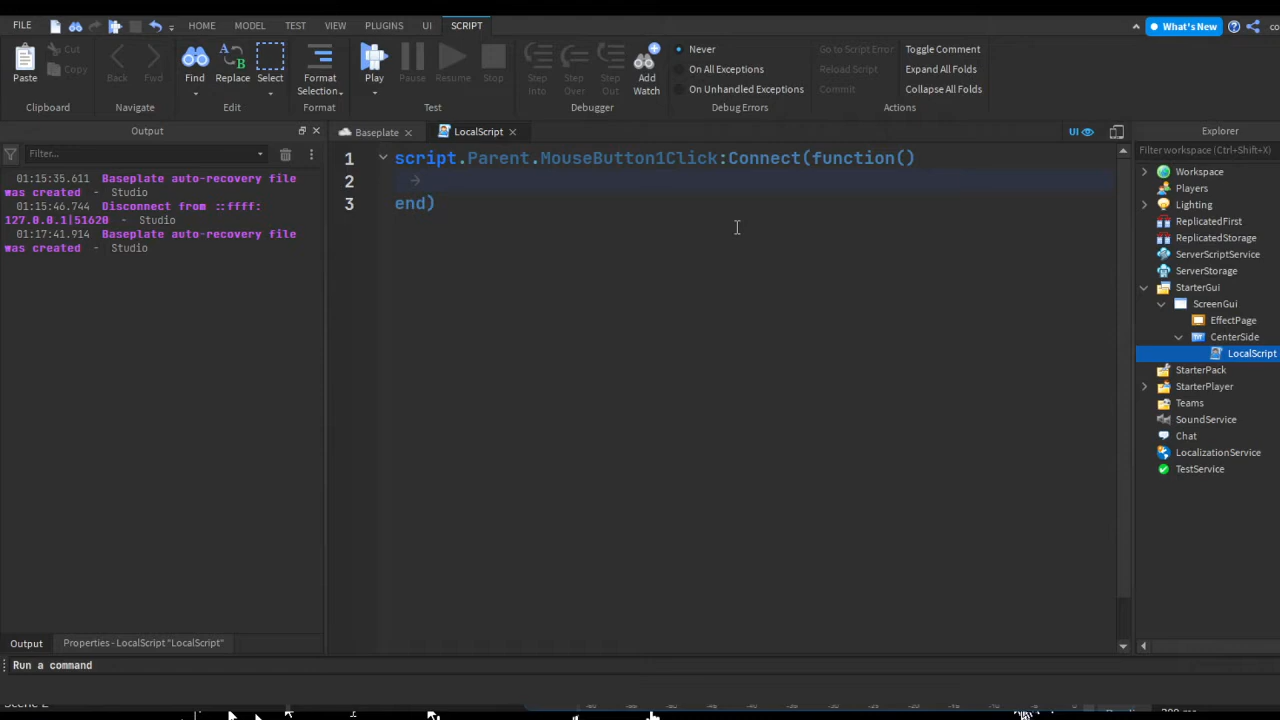 FILE HOME MODEL TEST VIEW PLUGINS UI SCRIPT What's New co
Paste Cut Copy Back Fwd Find Replace Select Format Selection... Play Pause Resume Stop Step Into Step Over Step Out Add Watch
Never Go to Script Error Toggle Comment
On All Exceptions Reload Script Expand All Folds
On Unhandled Exceptions Commit Collapse All Folds
Clipboard Navigate Edit Format Test Debugger Debug Errors Actions
Output Baseplate LocalScript UI Explorer
Filter... Filter workspace (Ctrl+Shift+X)
01:15:35.611 Baseplate auto-recovery file
was created - Studio
01:15:46.744 Disconnect from ::ffff:
127.0.0.1|51620 - Studio
01:17:41.914 Baseplate auto-recovery file
was created - Studio
1 script.Parent.MouseButton1Click:Connect(function()
2
3 end)
Workspace
Players
Lighting
ReplicatedFirst
ReplicatedStorage
ServerScriptService
ServerStorage
StarterGui
ScreenGui
EffectPage
TXT CenterSide
LocalScript
StarterPack
StarterPlayer
Teams
SoundService
Chat
LocalizationService
TestService
Output Properties - LocalScript "LocalScript"
Run a command